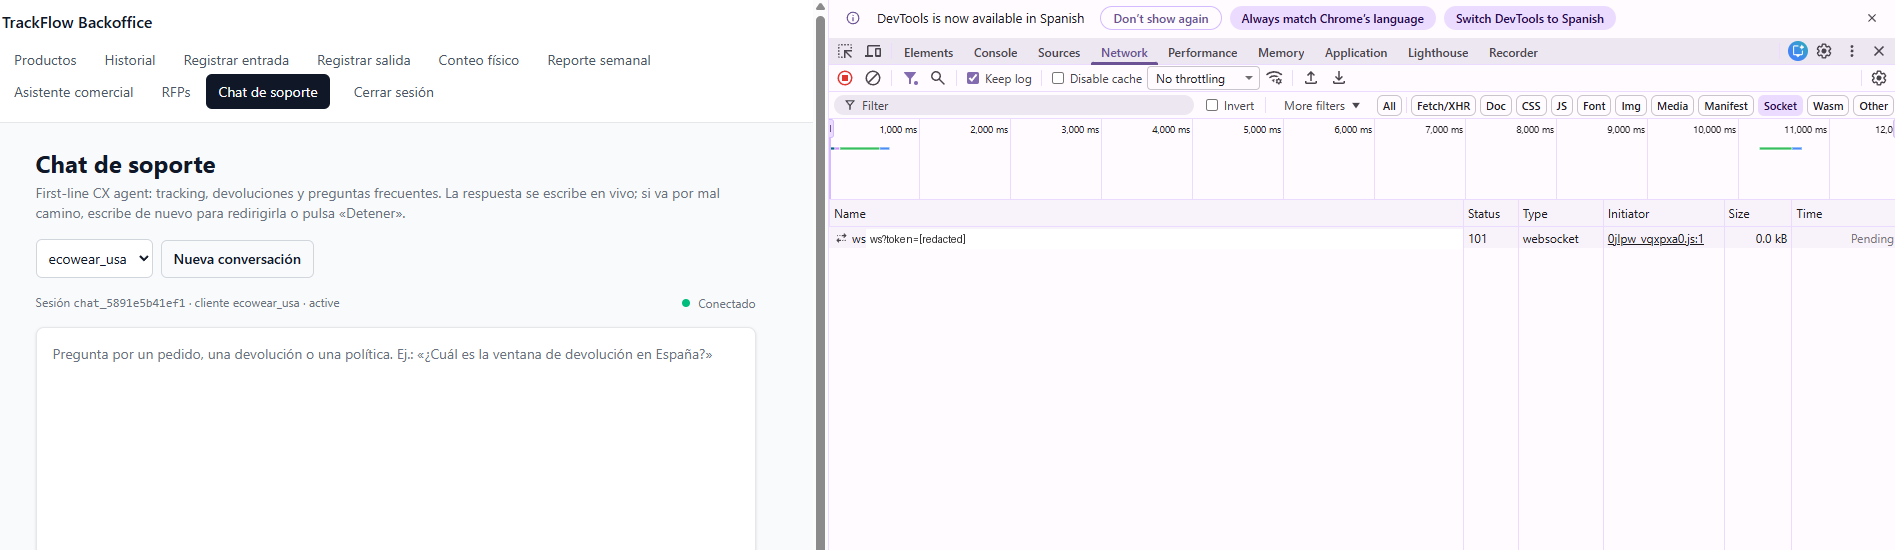 TrackFlow Backoffice
Productos Historial Registrar entrada Registrar salida Conteo físico Reporte semanal
Asistente comercial RFPs Chat de soporte Cerrar sesión
Chat de soporte
First-line CX agent: tracking, devoluciones y preguntas frecuentes. La respuesta se escribe en vivo; si va por mal
camino, escribe de nuevo para redirigirla o pulsa «Detener».
ecowear_usa Nueva conversación
Sesión chat_5891e5b41ef1 · cliente ecowear_usa · active Conectado
Pregunta por un pedido, una devolución o una política. Ej.: «¿Cuál es la ventana de devolución en España?»
DevTools is now available in Spanish Don't show again Always match Chrome's language Switch DevTools to Spanish
Elements Console Sources Network Performance Memory Application Lighthouse Recorder
Keep log Disable cache No throttling
Filter Invert More filters All Fetch/XHR Doc CSS JS Font Img Media Manifest Socket Wasm Other
1,000 ms 2,000 ms 3,000 ms 4,000 ms 5,000 ms 6,000 ms 7,000 ms 8,000 ms 9,000 ms 10,000 ms 11,000 ms 12,0
Name Status Type Initiator Size Time
ws ws?token=[redacted] 101 websocket 0jlpw_vqxpxa0.js:1 0.0 kB Pending